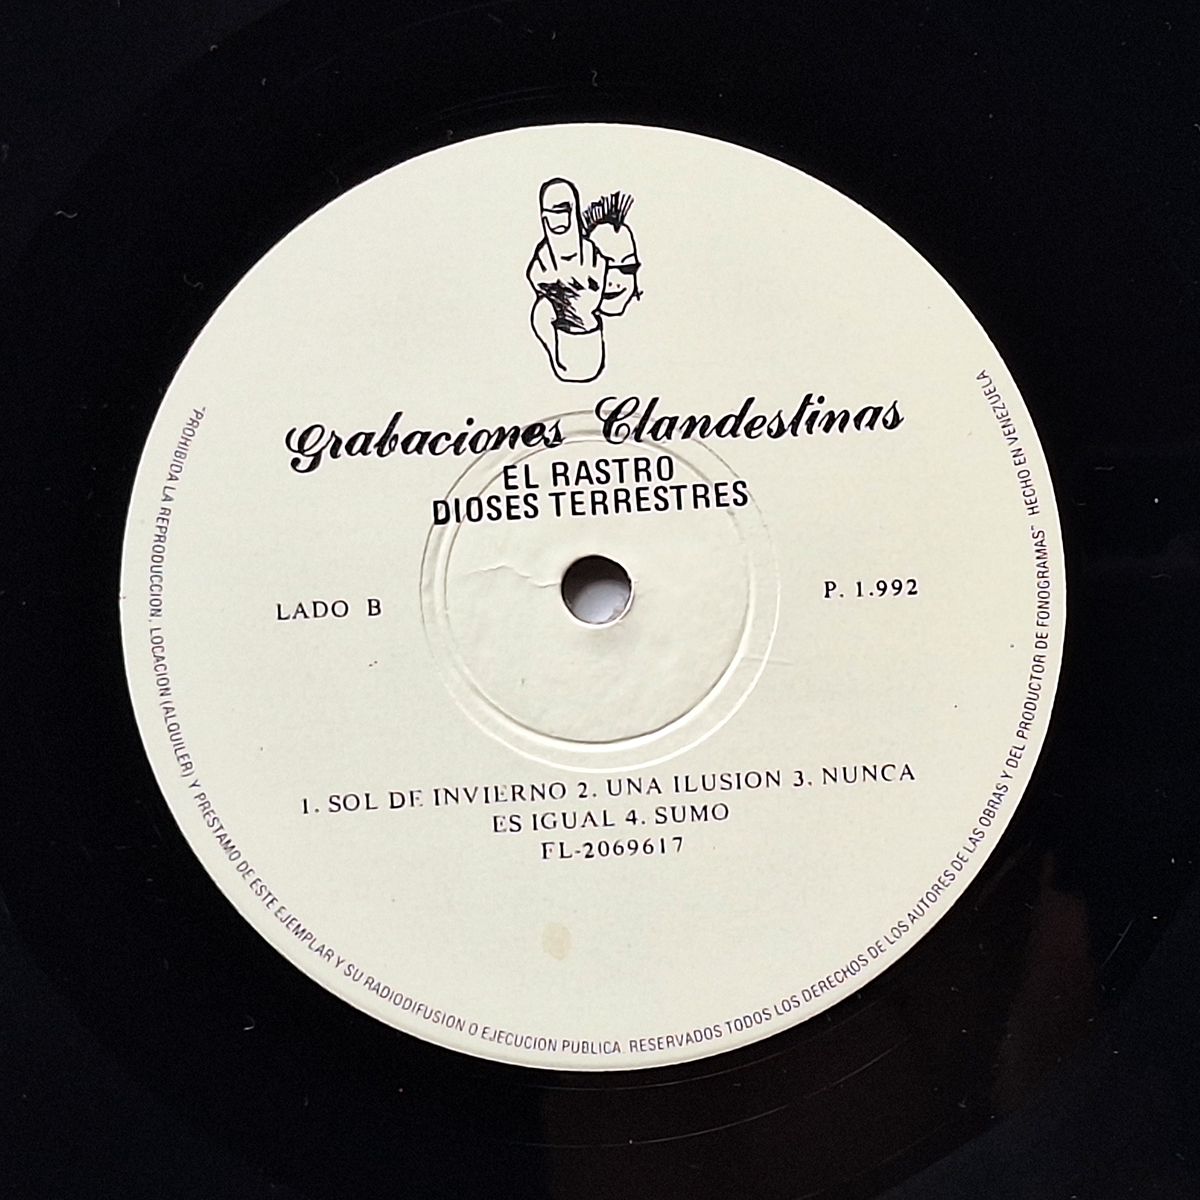 Grabaciones Clandestinas
EL RASTRO
DIOSES TERRESTRES
LADO B
P. 1.992
1. SOL DE INVIERNO 2. UNA ILUSION 3. NUNCA
ES IGUAL 4. SUMO
FL-2069617
"PROHIBIDA LA REPRODUCCION, LOCACION (ALQUILER) Y PRESTAMO DE ESTE EJEMPLAR Y SU RADIODIFUSION O EJECUCION PUBLICA. RESERVADOS TODOS LOS DERECHOS DE LOS AUTORES DE LAS OBRAS Y DEL PRODUCTOR DE FONOGRAMAS" HECHO EN VENEZUELA